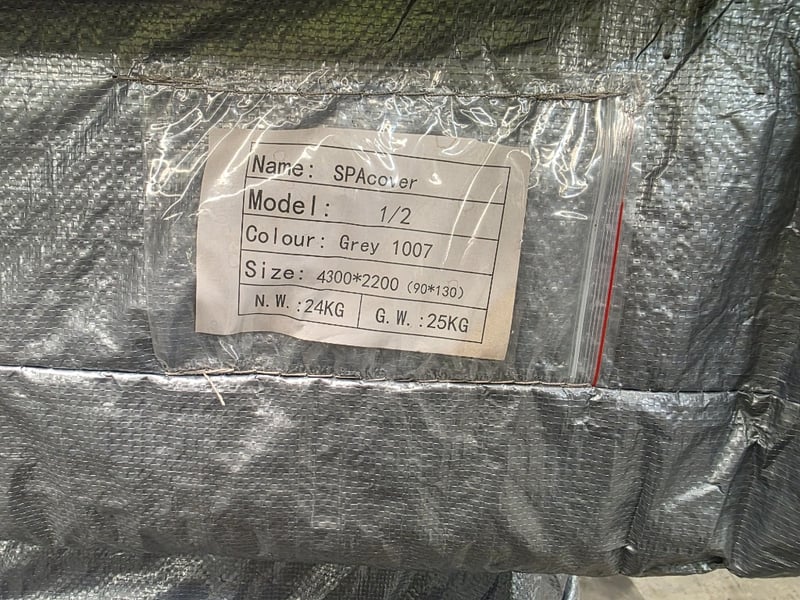 Name: SPAcover
Model: 1/2
Colour: Grey 1007
Size: 4300*2200 (90*130)
N.W.:24KG G.W.:25KG